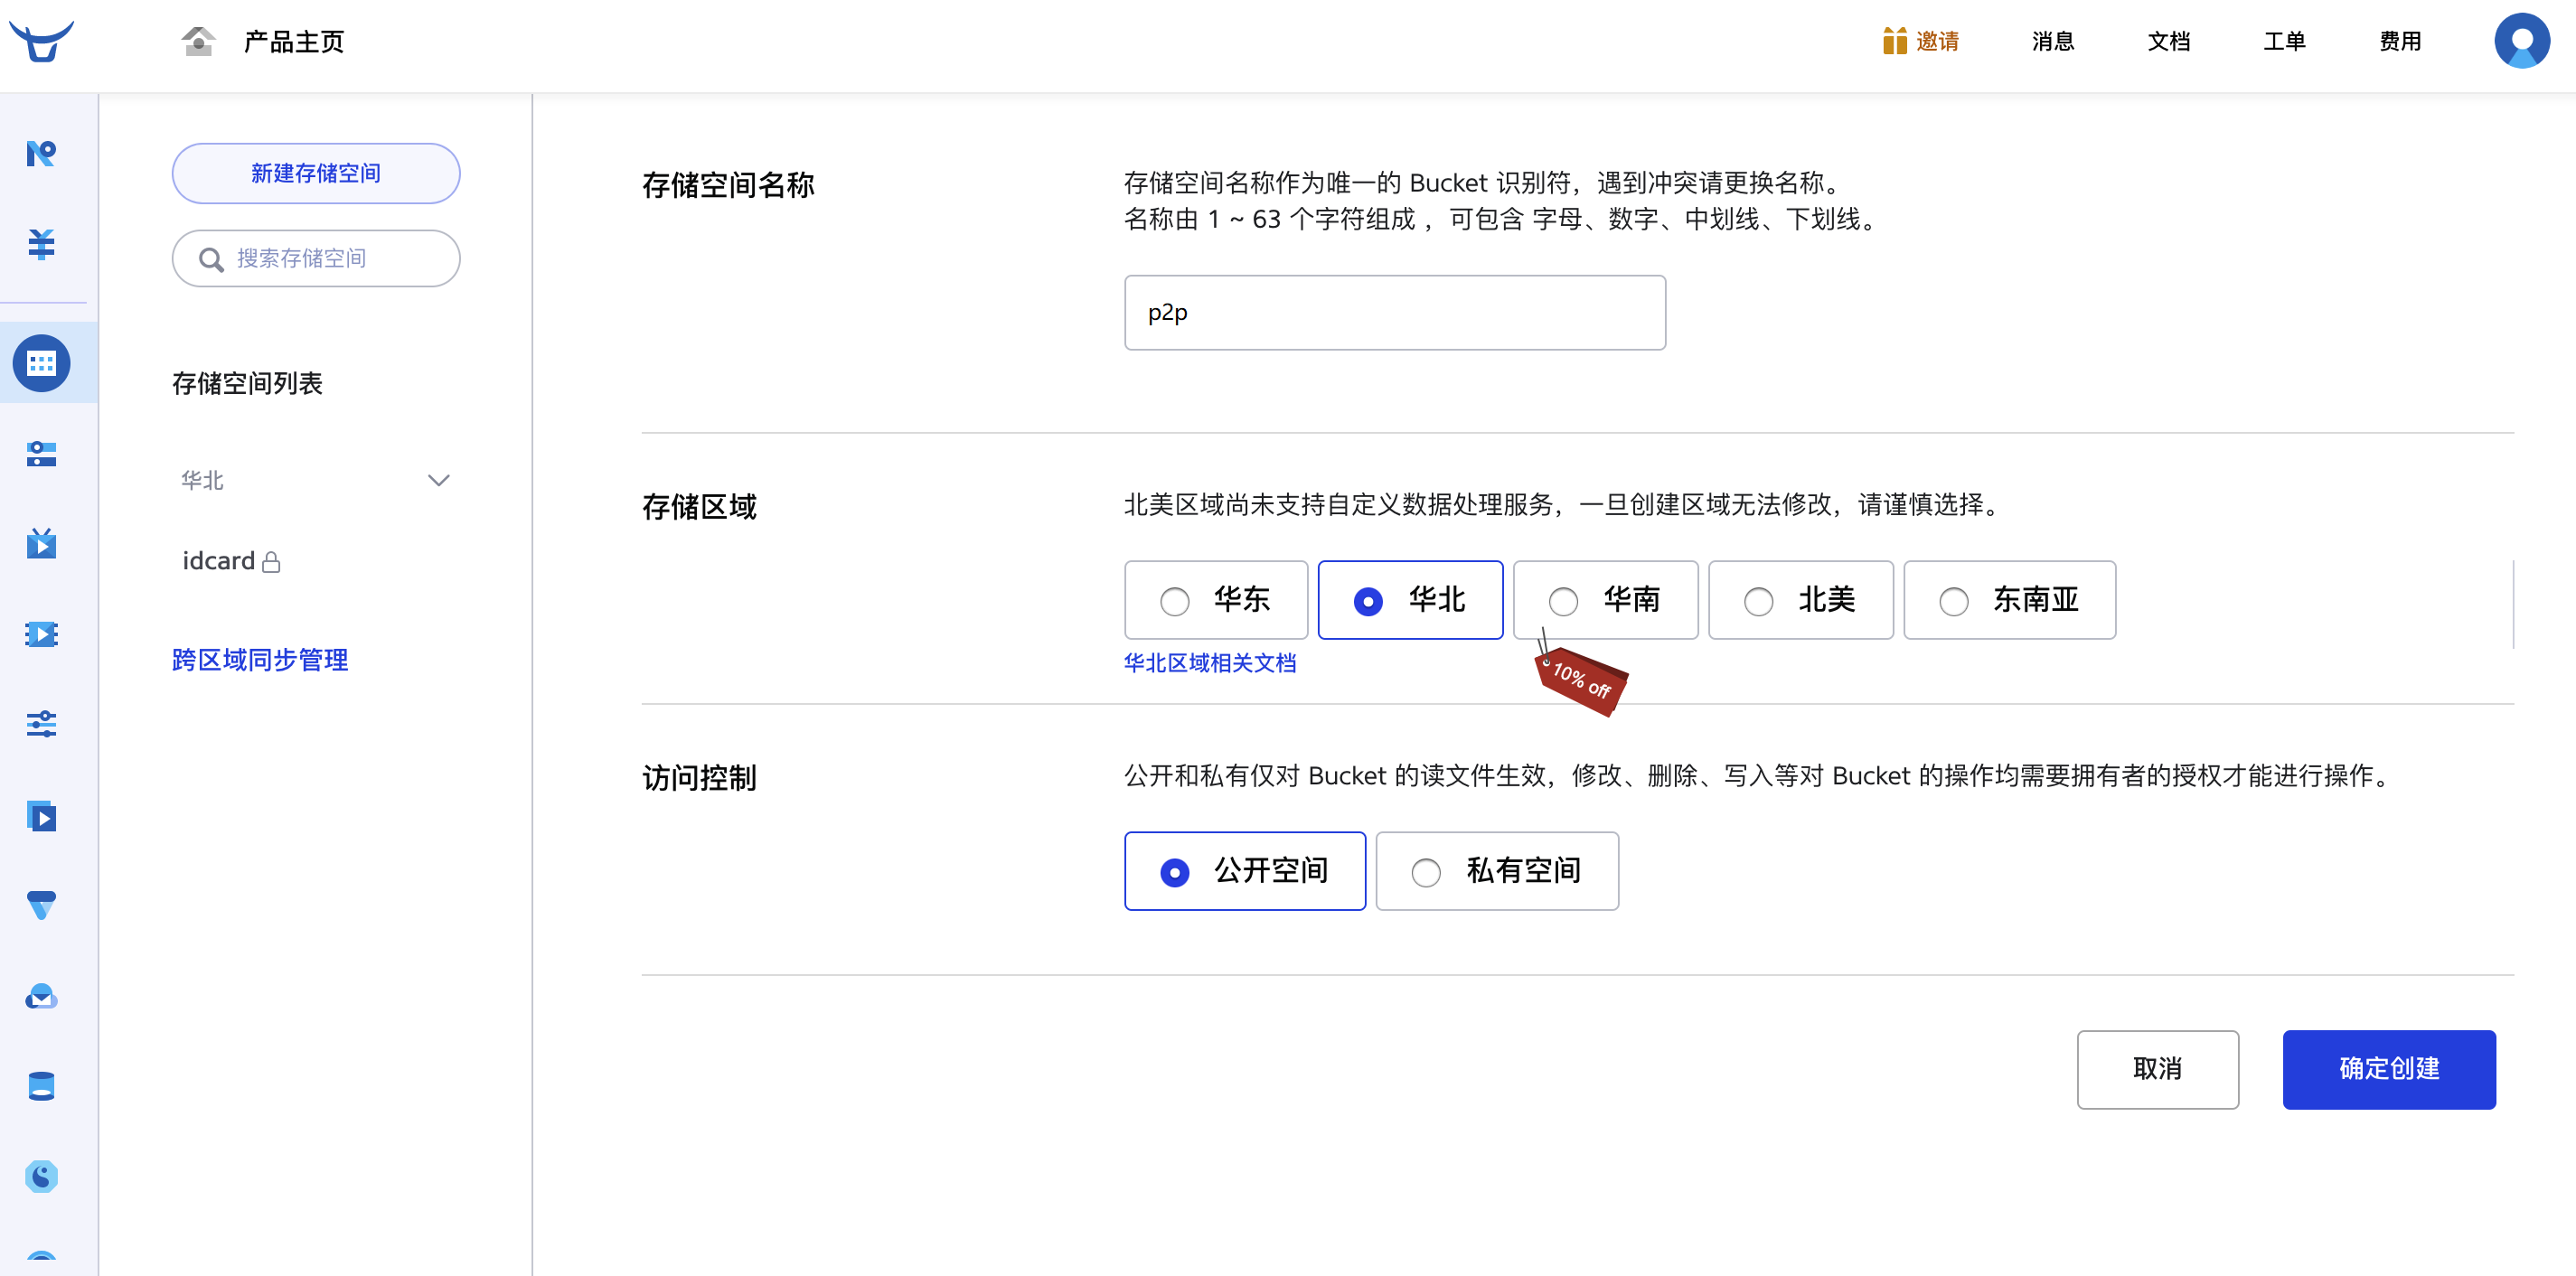 产品主页
邀请
消息
文档
工单
费用
新建存储空间
搜索存储空间
存储空间列表
华北
idcard
跨区域同步管理
存储空间名称
存储空间名称作为唯一的 Bucket 识别符，遇到冲突请更换名称。
名称由 1 ~ 63 个字符组成 ，可包含 字母、数字、中划线、下划线。
p2p
存储区域
北美区域尚未支持自定义数据处理服务，一旦创建区域无法修改，请谨慎选择。
华东
华北
华南
北美
东南亚
华北区域相关文档
10% off
访问控制
公开和私有仅对 Bucket 的读文件生效，修改、删除、写入等对 Bucket 的操作均需要拥有者的授权才能进行操作。
公开空间
私有空间
取消
确定创建